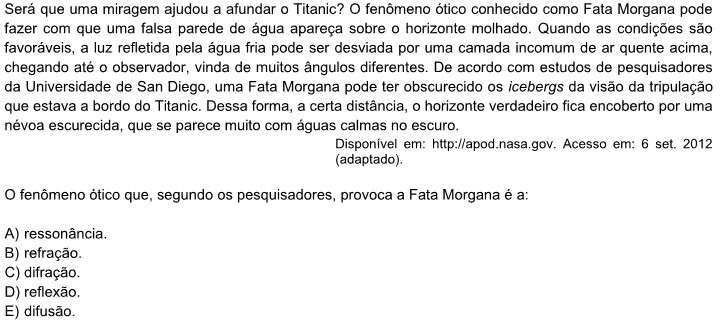 Será que uma miragem ajudou a afundar o Titanic? O fenômeno ótico conhecido como Fata Morgana pode
fazer com que uma falsa parede de água apareça sobre o horizonte molhado. Quando as condições são
favoráveis, a luz refletida pela água fria pode ser desviada por uma camada incomum de ar quente acima,
chegando até o observador, vinda de muitos ângulos diferentes. De acordo com estudos de pesquisadores
da Universidade de San Diego, uma Fata Morgana pode ter obscurecido os icebergs da visão da tripulação
que estava a bordo do Titanic. Dessa forma, a certa distância, o horizonte verdadeiro fica encoberto por uma
névoa escurecida, que se parece muito com águas calmas no escuro.
Disponível em: http://apod.nasa.gov. Acesso em: 6 set. 2012
(adaptado).
O fenômeno ótico que, segundo os pesquisadores, provoca a Fata Morgana é a:
A) ressonância.
B) refração.
C) difração.
D) reflexão.
E) difusão.